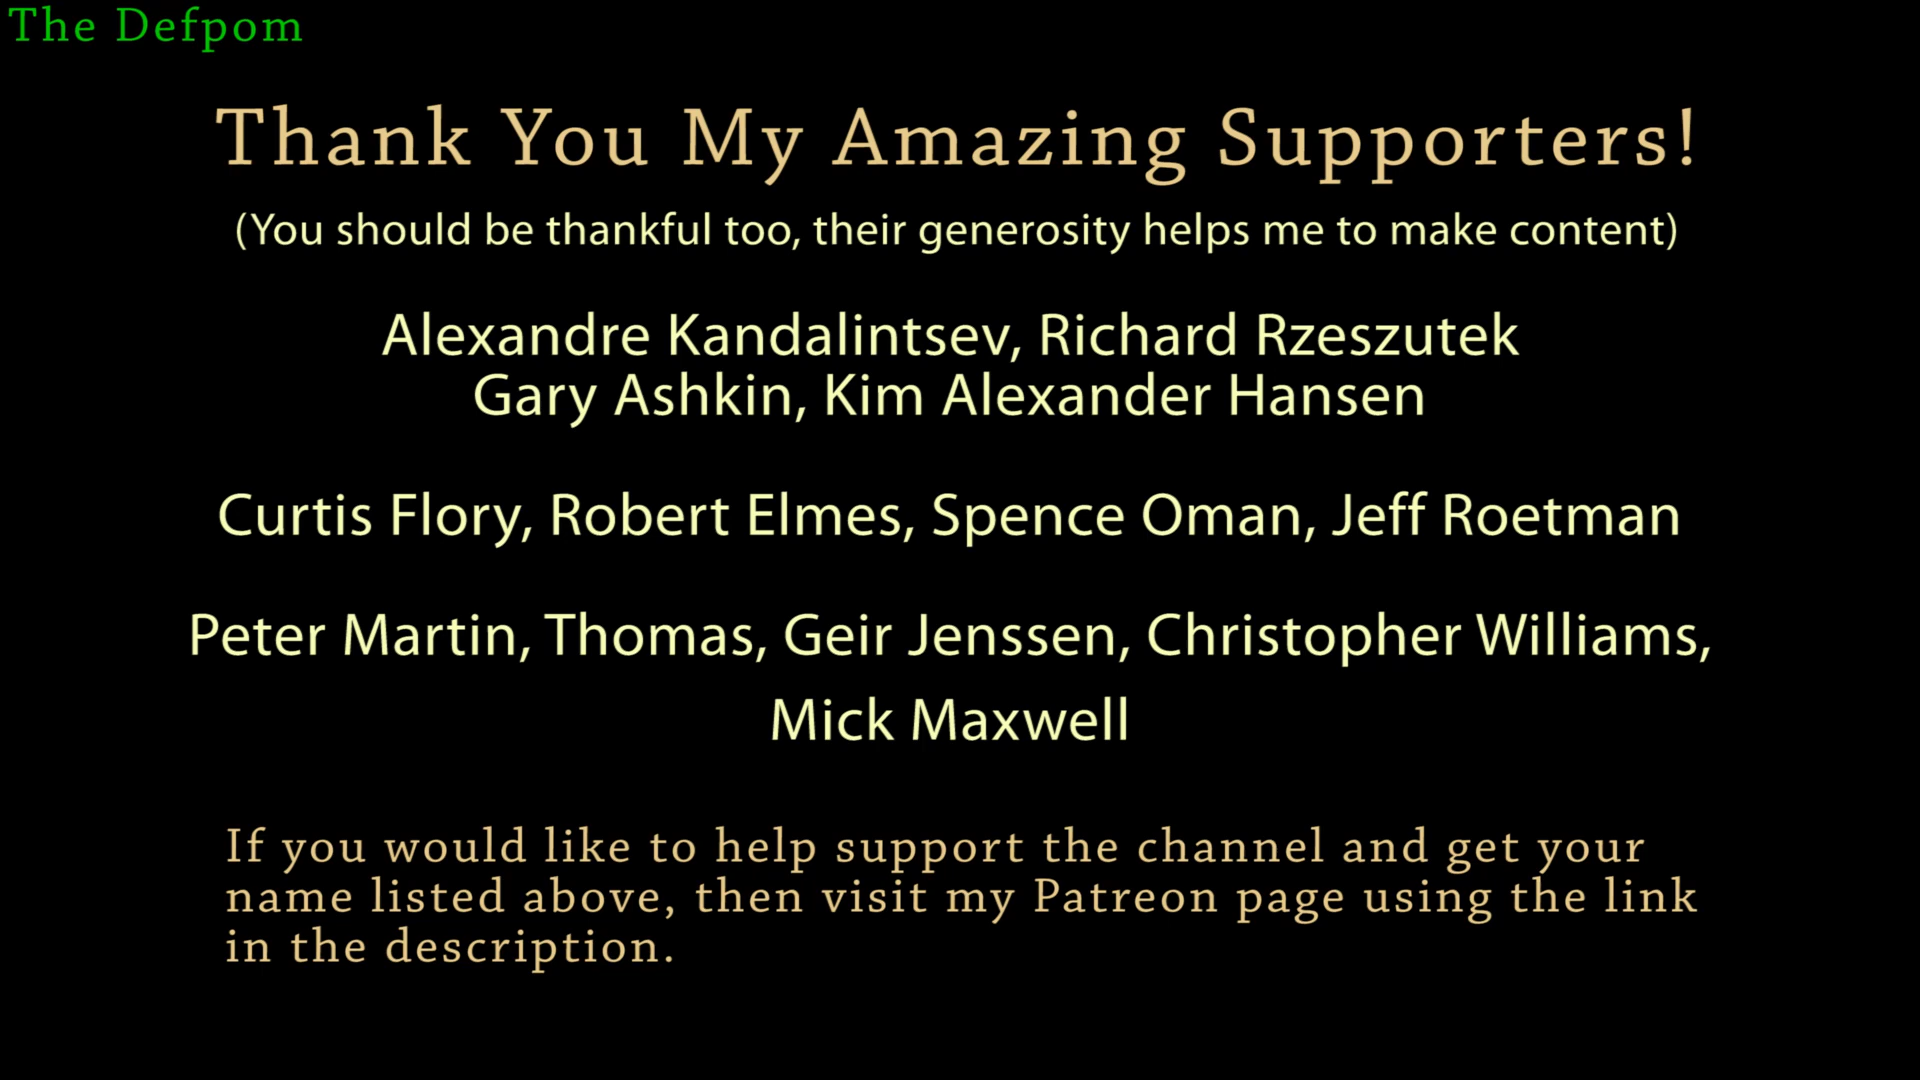 The Defpom
Thank You My Amazing Supporters!
(You should be thankful too, their generosity helps me to make content)
Alexandre Kandalintsev, Richard Rzeszutek
Gary Ashkin, Kim Alexander Hansen
Curtis Flory, Robert Elmes, Spence Oman, Jeff Roetman
Peter Martin, Thomas, Geir Jenssen, Christopher Williams,
Mick Maxwell
If you would like to help support the channel and get your
name listed above, then visit my Patreon page using the link
in the description.